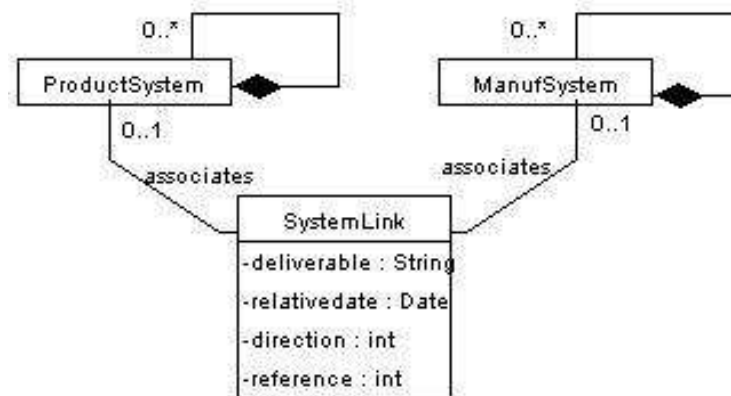 0..*
0..*
ProductSystem
ManufSystem
0..1
0..1
associates
associates
SystemLink
-deliverable : String
-relativedate : Date
-direction : int
-reference : int